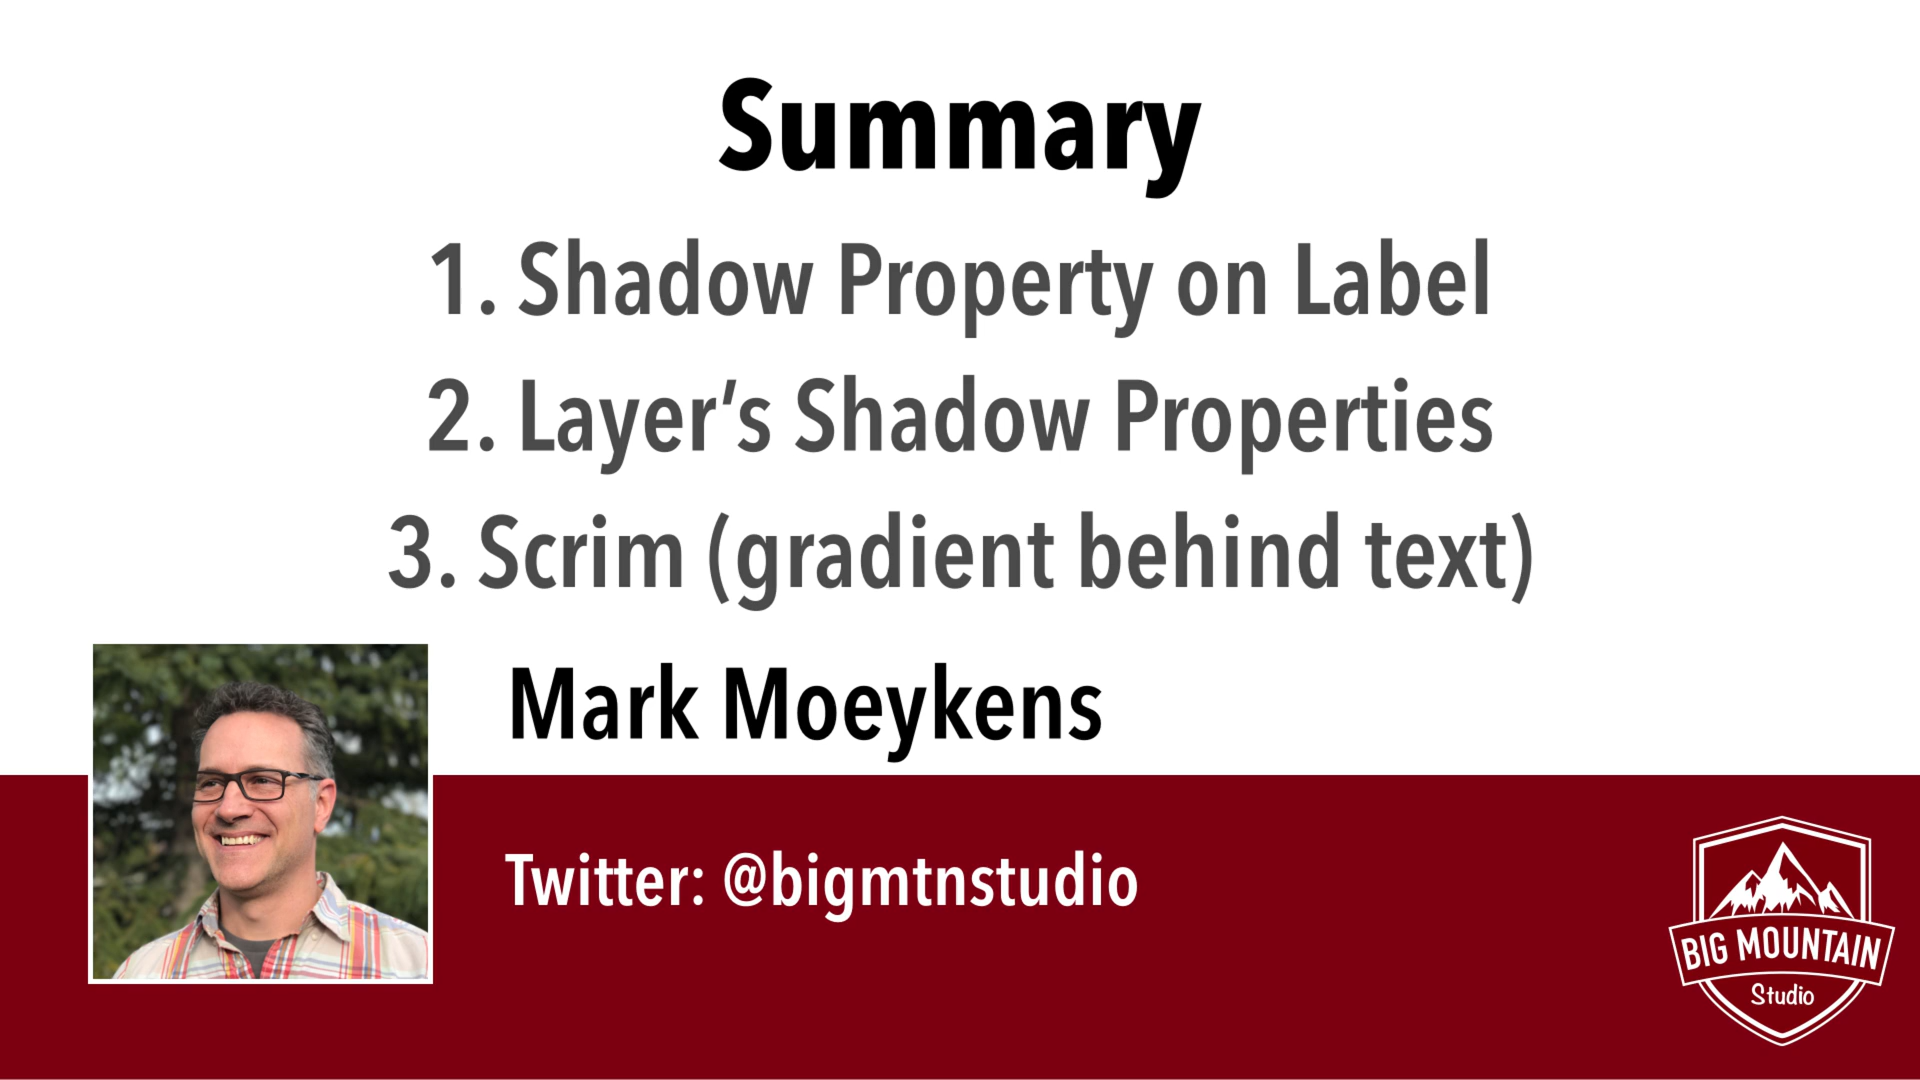 Summary
1. Shadow Property on Label
2. Layer’s Shadow Properties
3. Scrim (gradient behind text)
Mark Moeykens
Twitter: @bigmtnstudio
BIG MOUNTAIN
Studio